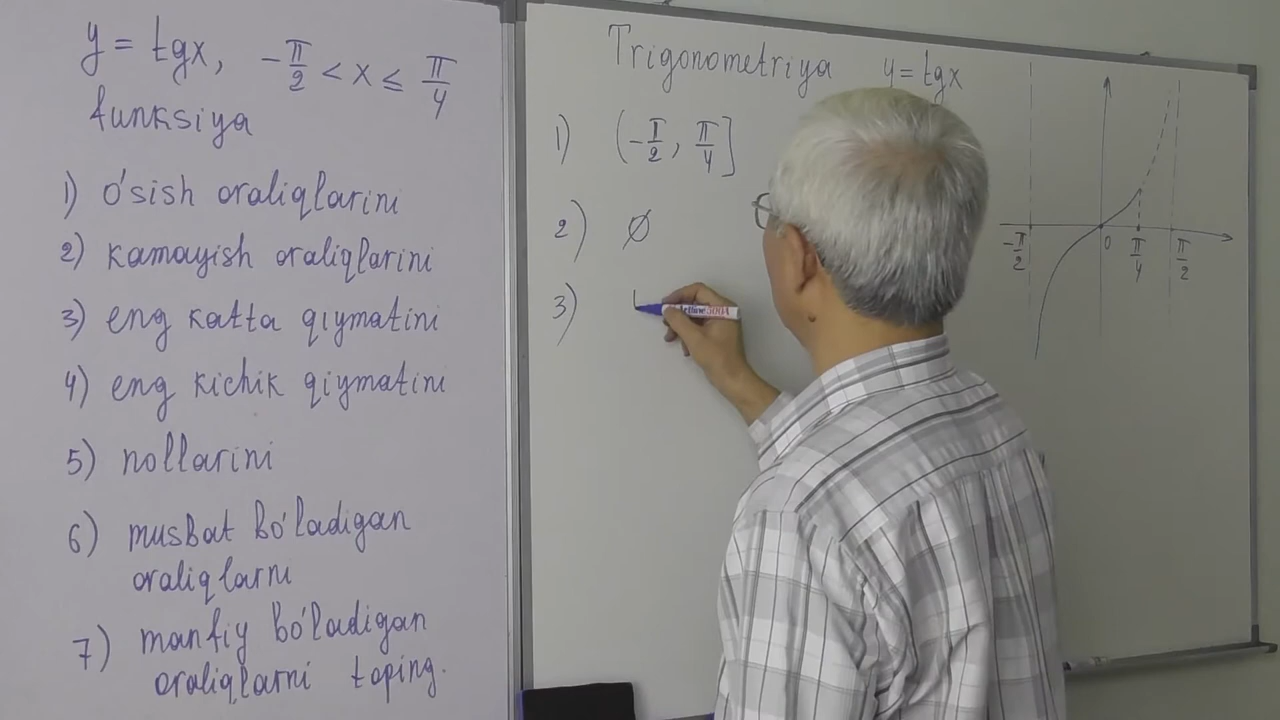 y = tgx, -π/2 < x ≤ π/4
funksiya
1) o'sish oraliqlarini
2) kamayish oraliqlarini
3) eng katta qiymatini
4) eng kichik qiymatini
5) nollarini
6) musbat bo'ladigan
oraliqlarni
7) manfiy bo'ladigan
oraliqlarni toping.
Trigonometriya y = tgx
1) (-π/2, π/4]
2) ∅
3)
-π/2 0 π/4 π/2